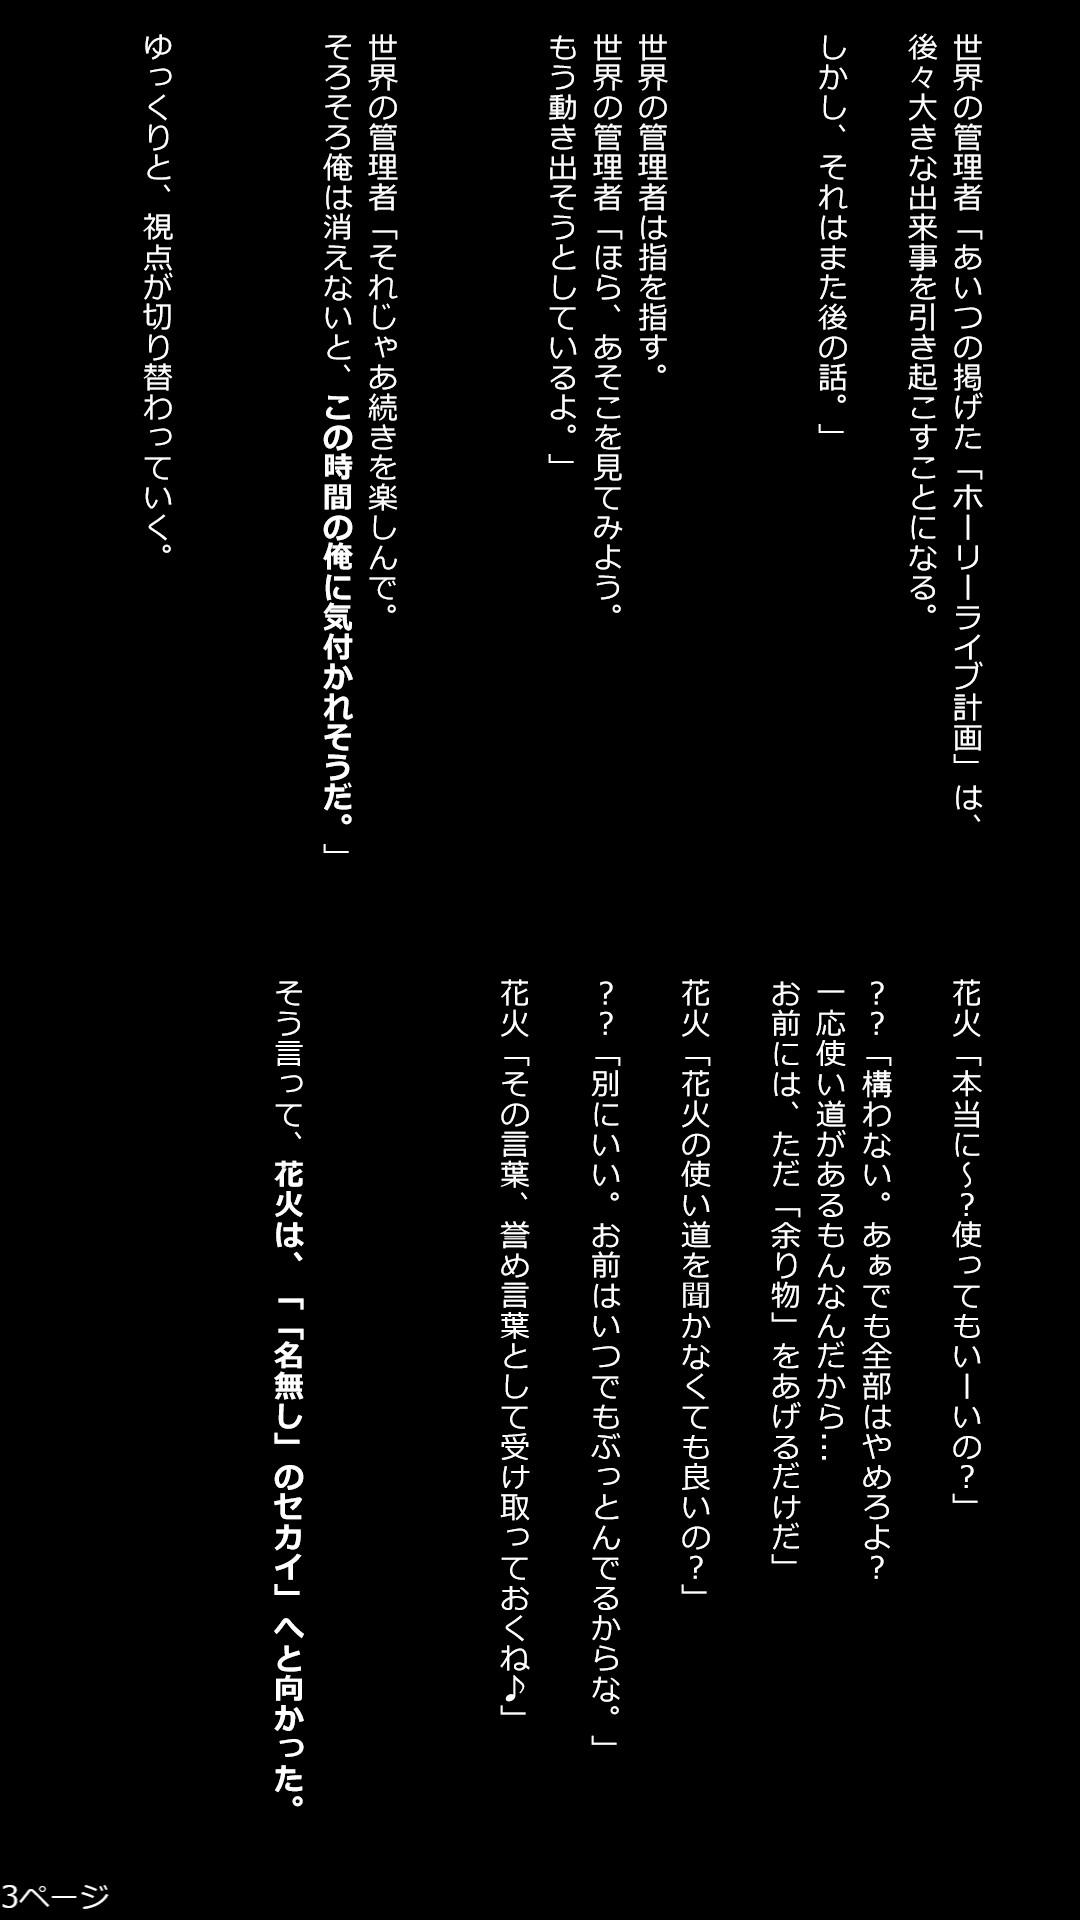 世界の管理者「あいつの掲げた「ホーリーライブ計画」は、
後々大きな出来事を引き起こすことになる。
しかし、それはまた後の話。」
世界の管理者は指を指す。
世界の管理者「ほら、あそこを見てみよう。
もう動き出そうとしているよ。」
世界の管理者「それじゃあ続きを楽しんで。
そろそろ俺は消えないと、この時間の俺に気付かれそうだ。」
ゆっくりと、視点が切り替わっていく。
花火「本当に～?使ってもいーいの?」
??「構わない。あぁでも全部はやめろよ?
一応使い道があるもんなんだから…
お前には、ただ「余り物」をあげるだけだ」
花火「花火の使い道を聞かなくても良いの?」
??「別にいい。お前はいつでもぶっとんでるからな。」
花火「その言葉、誉め言葉として受け取っておくね♪」
そう言って、花火は、「「名無し」のセカイ」へと向かった。
3ページ